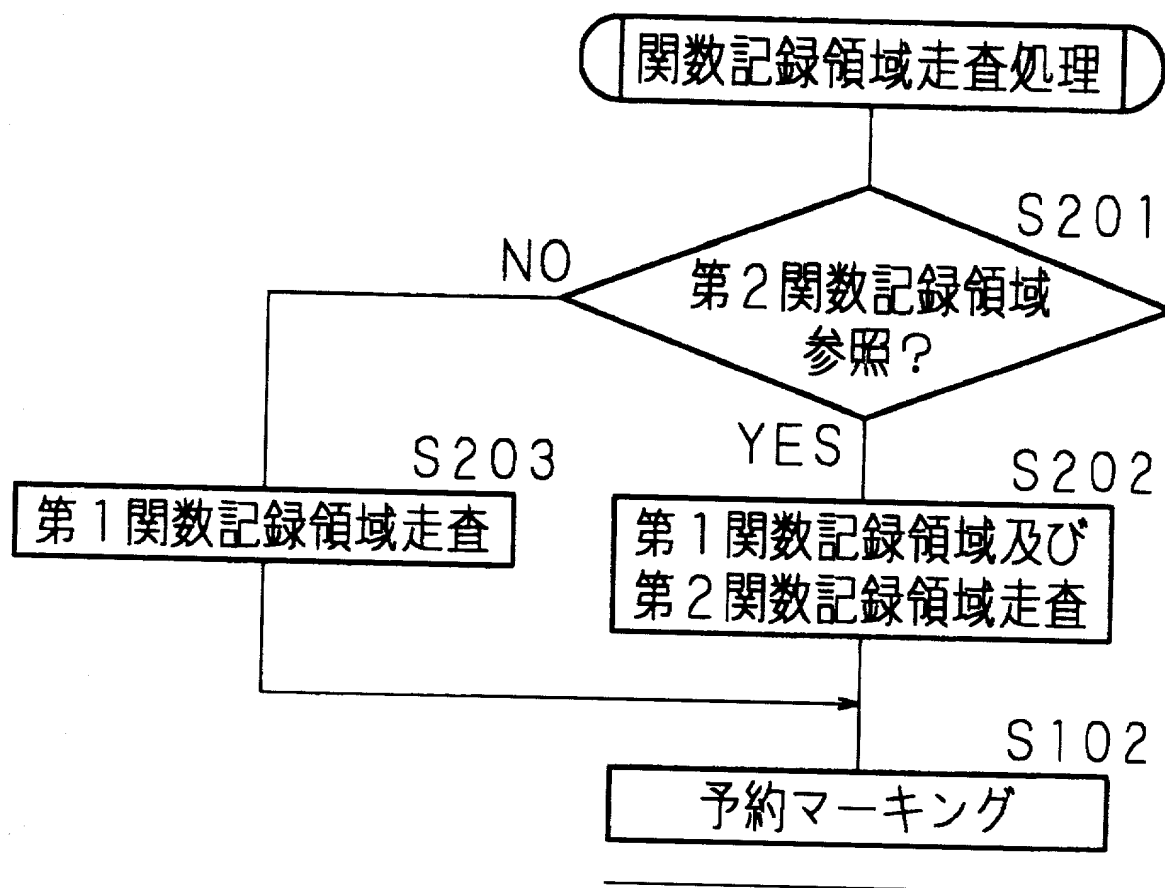 関数記録領域走査処理
S201
NO
第2関数記録領域
参照?
YES
S203
第1関数記録領域走査
S202
第1関数記録領域及び
第2関数記録領域走査
S102
予約マーキング